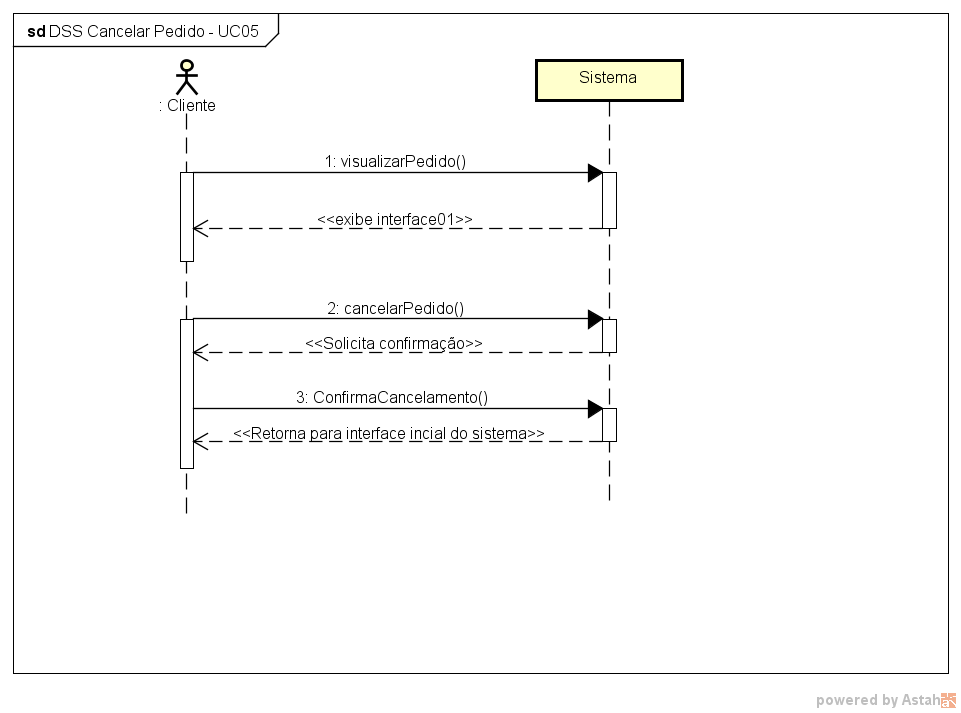 sd DSS Cancelar Pedido - UC05
: Cliente
Sistema
1: visualizarPedido()
<<exibe interface01>>
2: cancelarPedido()
<<Solicita confirmação>>
3: ConfirmaCancelamento()
<<Retorna para interface incial do sistema>>
powered by Astah